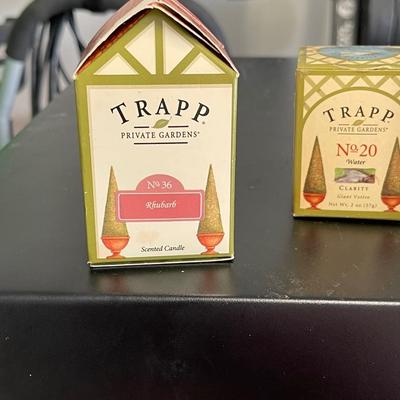 TRAPP
PRIVATE GARDENS®
No 36
Rhubarb
Scented Candle
TRAPP
PRIVATE GARDENS®
No 20
Water
CLARITY
Giant Votive
Net Wt. 2 oz (57g)